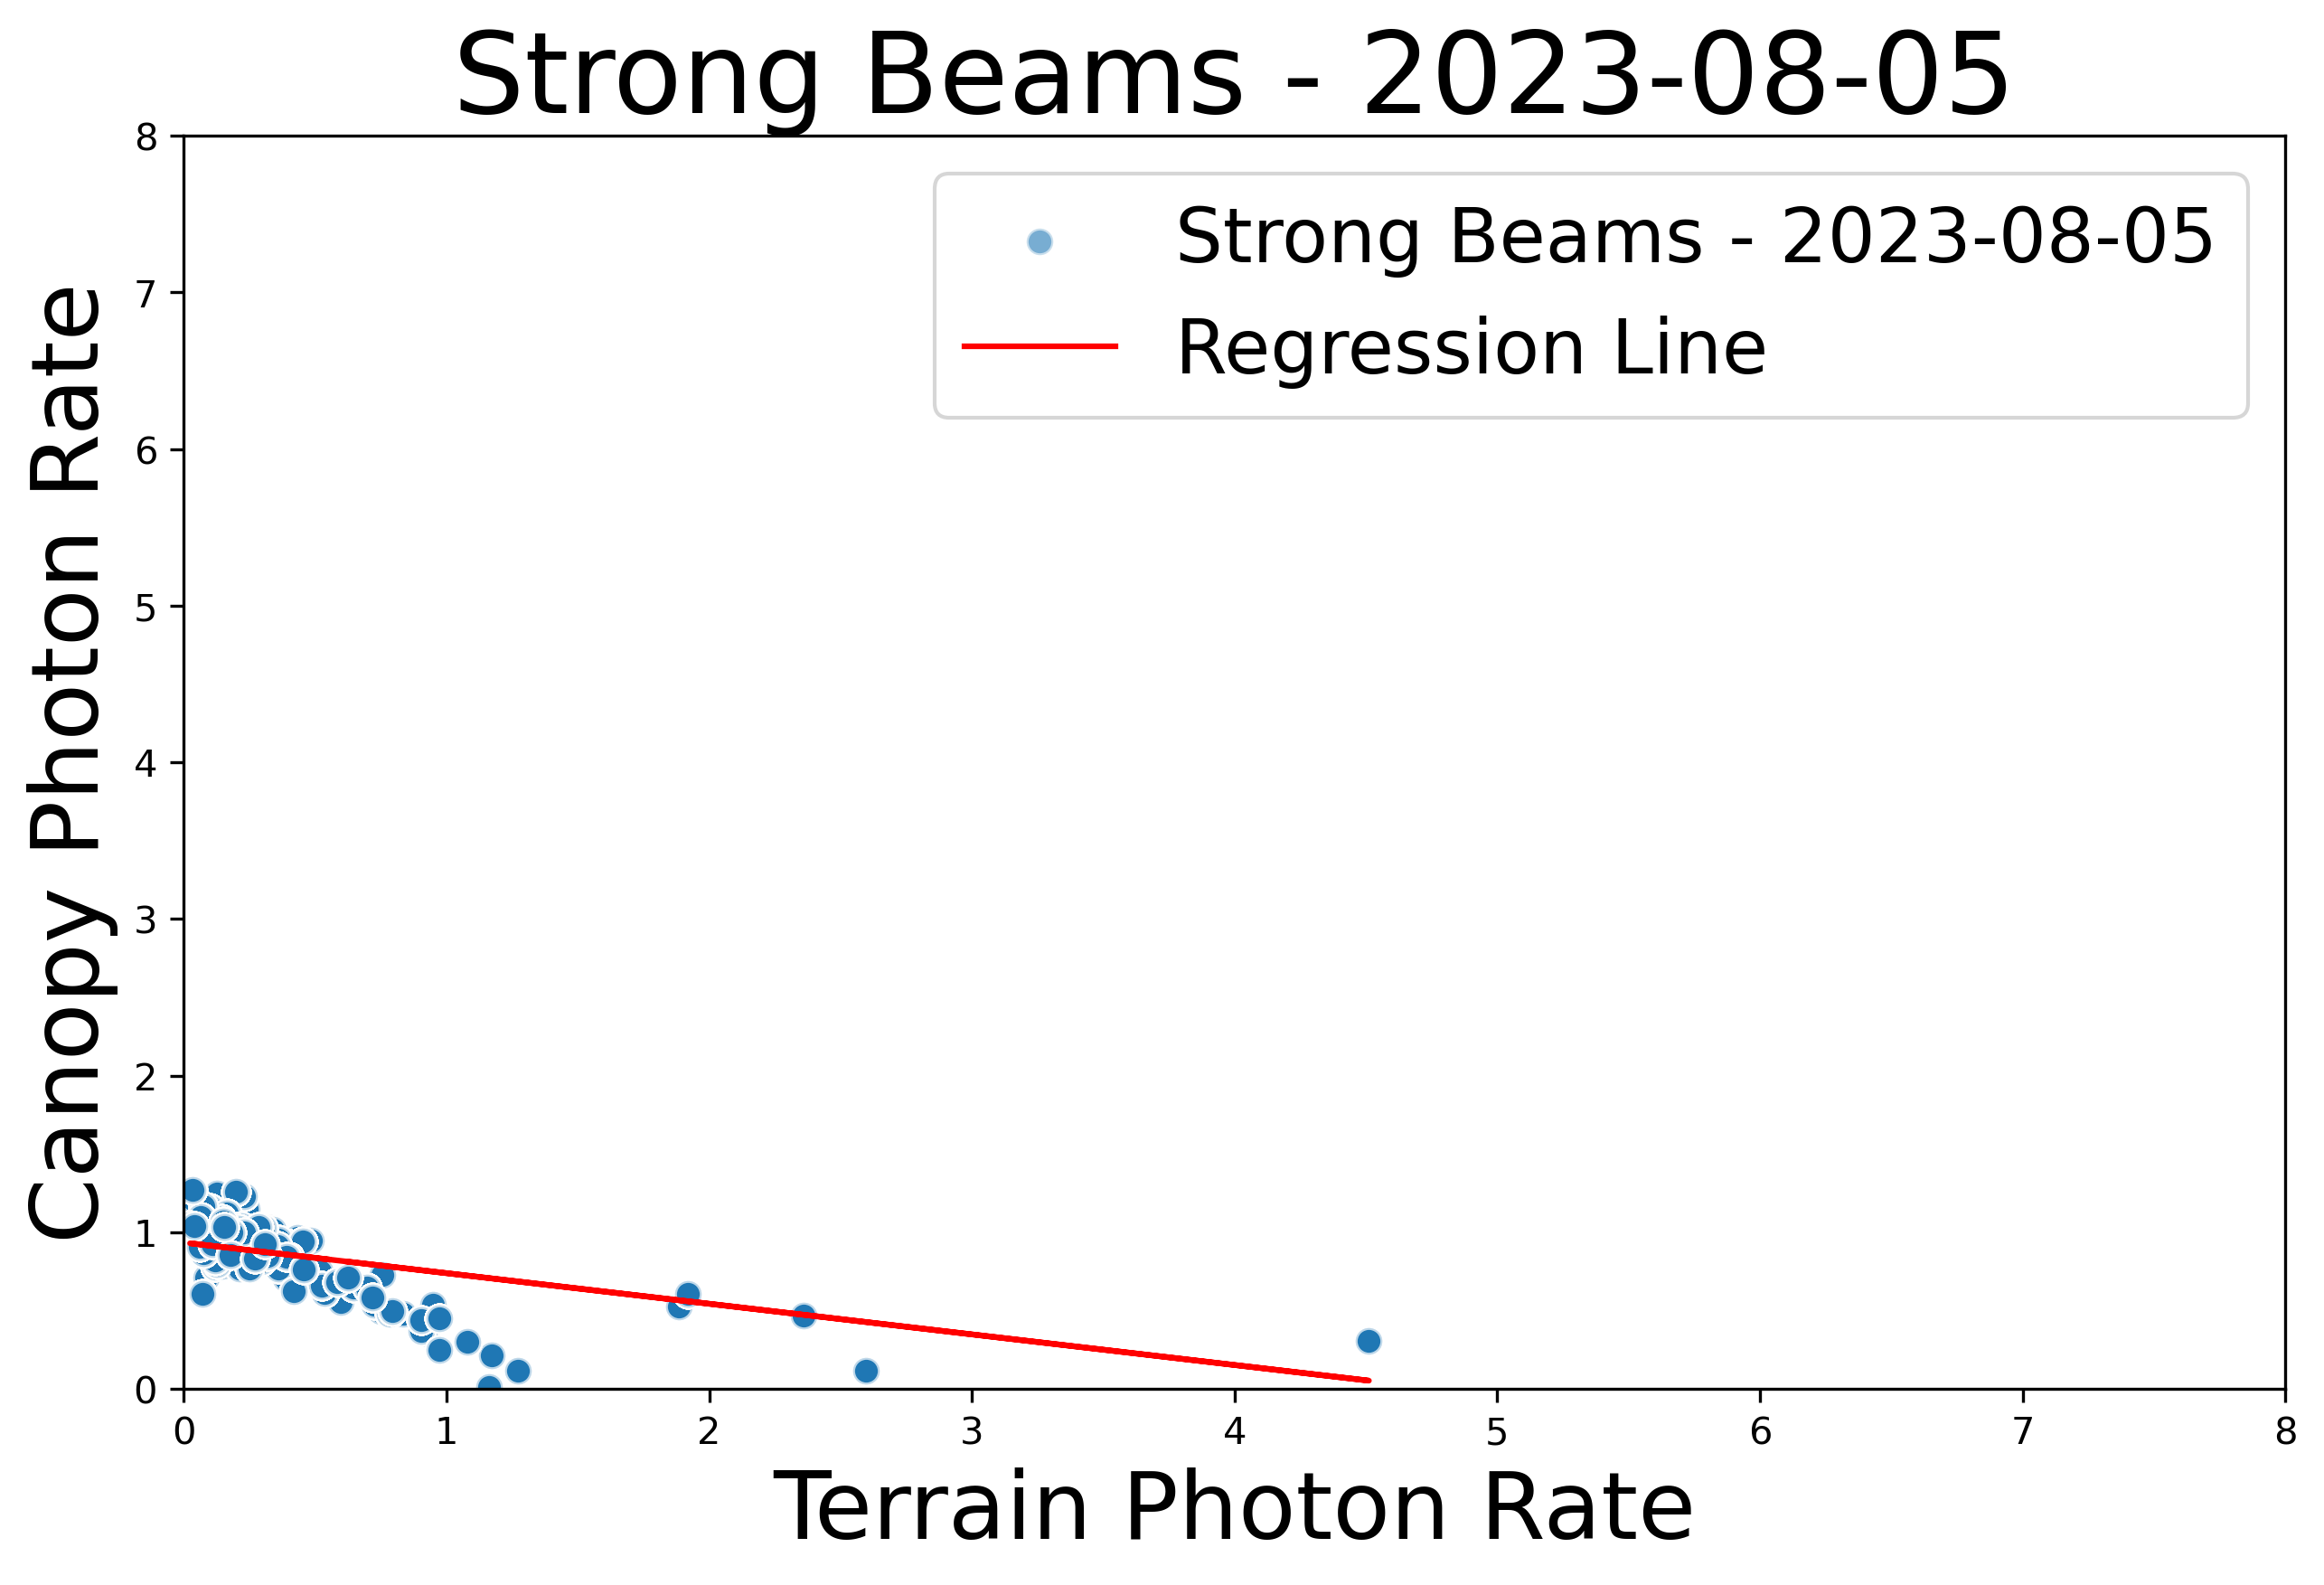 Strong Beams - 2023-08-05
Strong Beams - 2023-08-05
Regression Line
Canopy Photon Rate
8
7
6
5
4
3
2
1
0
0 1 2 3 4 5 6 7 8
Terrain Photon Rate